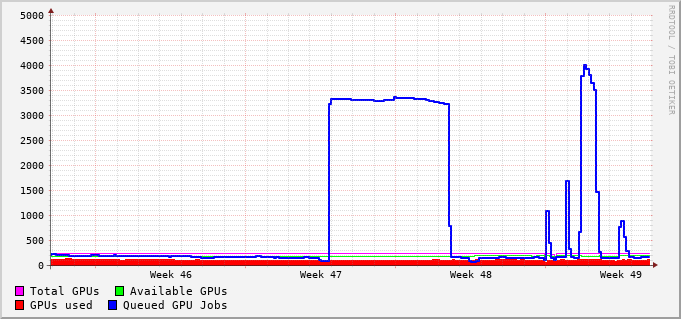 5000
4500
4000
3500
3000
2500
2000
1500
1000
500
0
Week 46 Week 47 Week 48 Week 49
Total GPUs Available GPUs
GPUs used Queued GPU Jobs
RRDTOOL / TOBI OETIKER